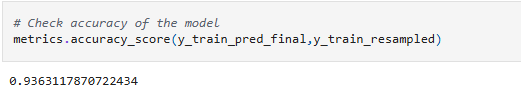 # Check accuracy of the model
metrics.accuracy_score(y_train_pred_final,y_train_resampled)
0.9363117870722434